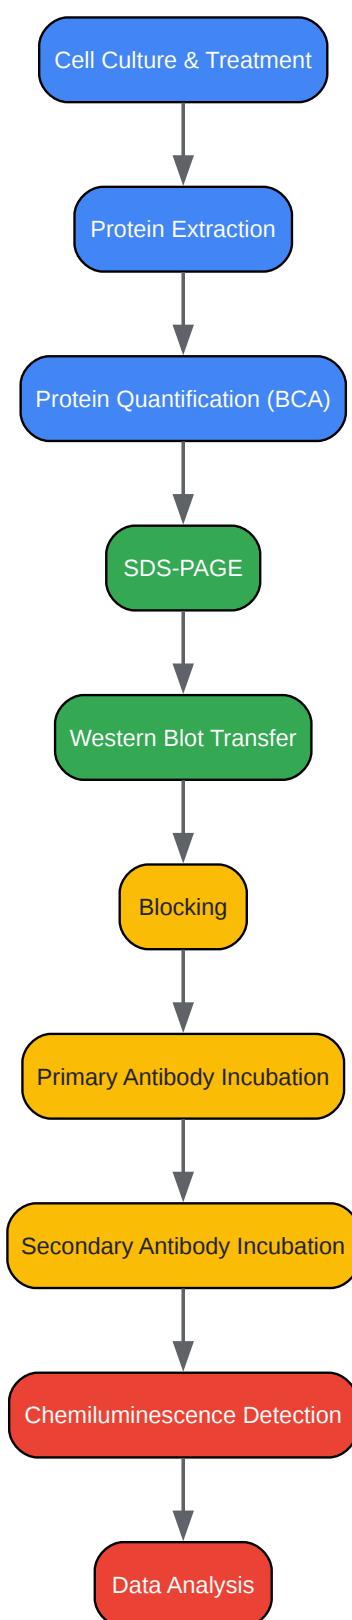 Cell Culture & Treatment
Protein Extraction
Protein Quantification (BCA)
SDS-PAGE
Western Blot Transfer
Blocking
Primary Antibody Incubation
Secondary Antibody Incubation
Chemiluminescence Detection
Data Analysis